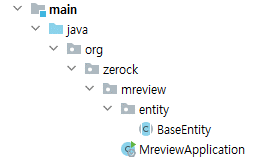 main
java
org
zerock
mreview
entity
BaseEntity
MreviewApplication